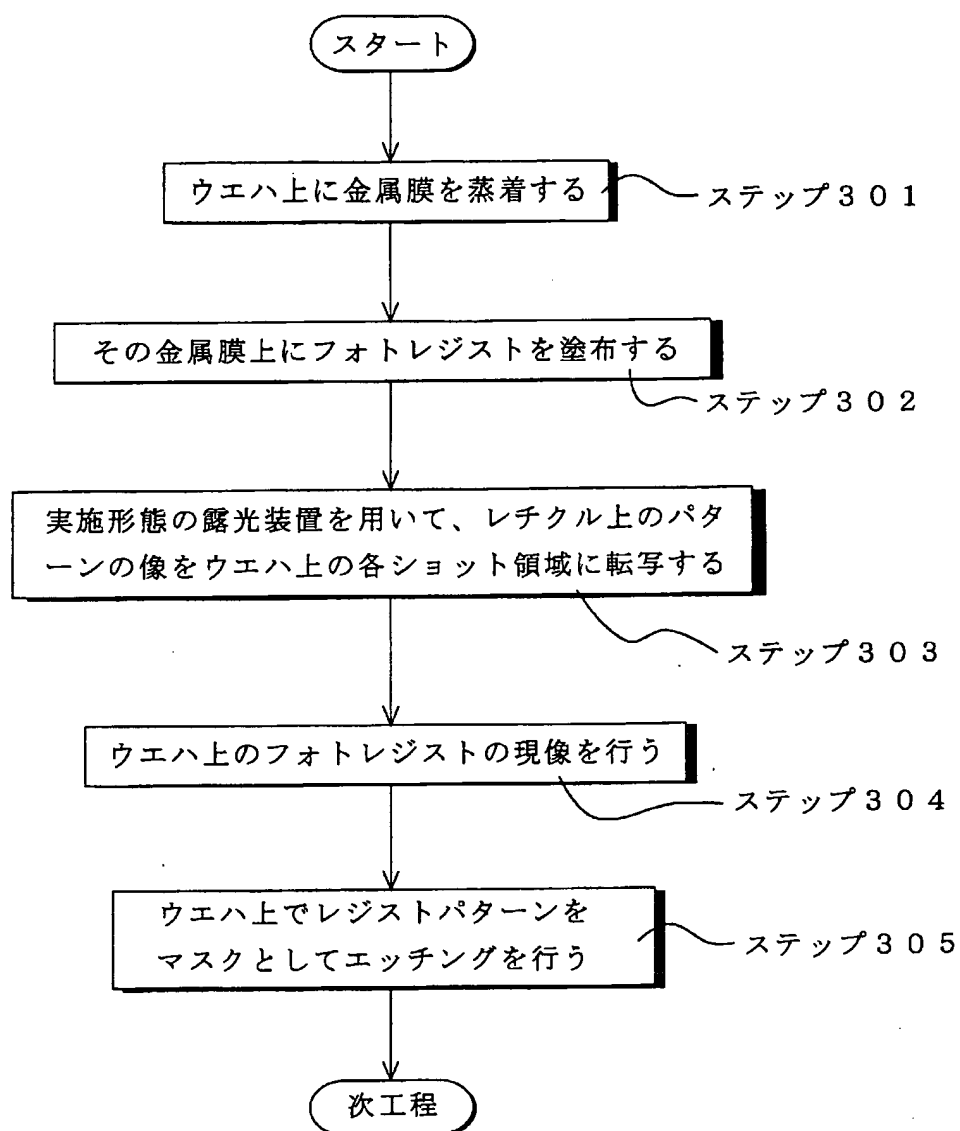 スタート
ウエハ上に金属膜を蒸着する
ステップ３０１
その金属膜上にフォトレジストを塗布する
ステップ３０２
実施形態の露光装置を用いて、レチクル上のパタ
ーンの像をウエハ上の各ショット領域に転写する
ステップ３０３
ウエハ上のフォトレジストの現像を行う
ステップ３０４
ウエハ上でレジストパターンを
マスクとしてエッチングを行う
ステップ３０５
次工程